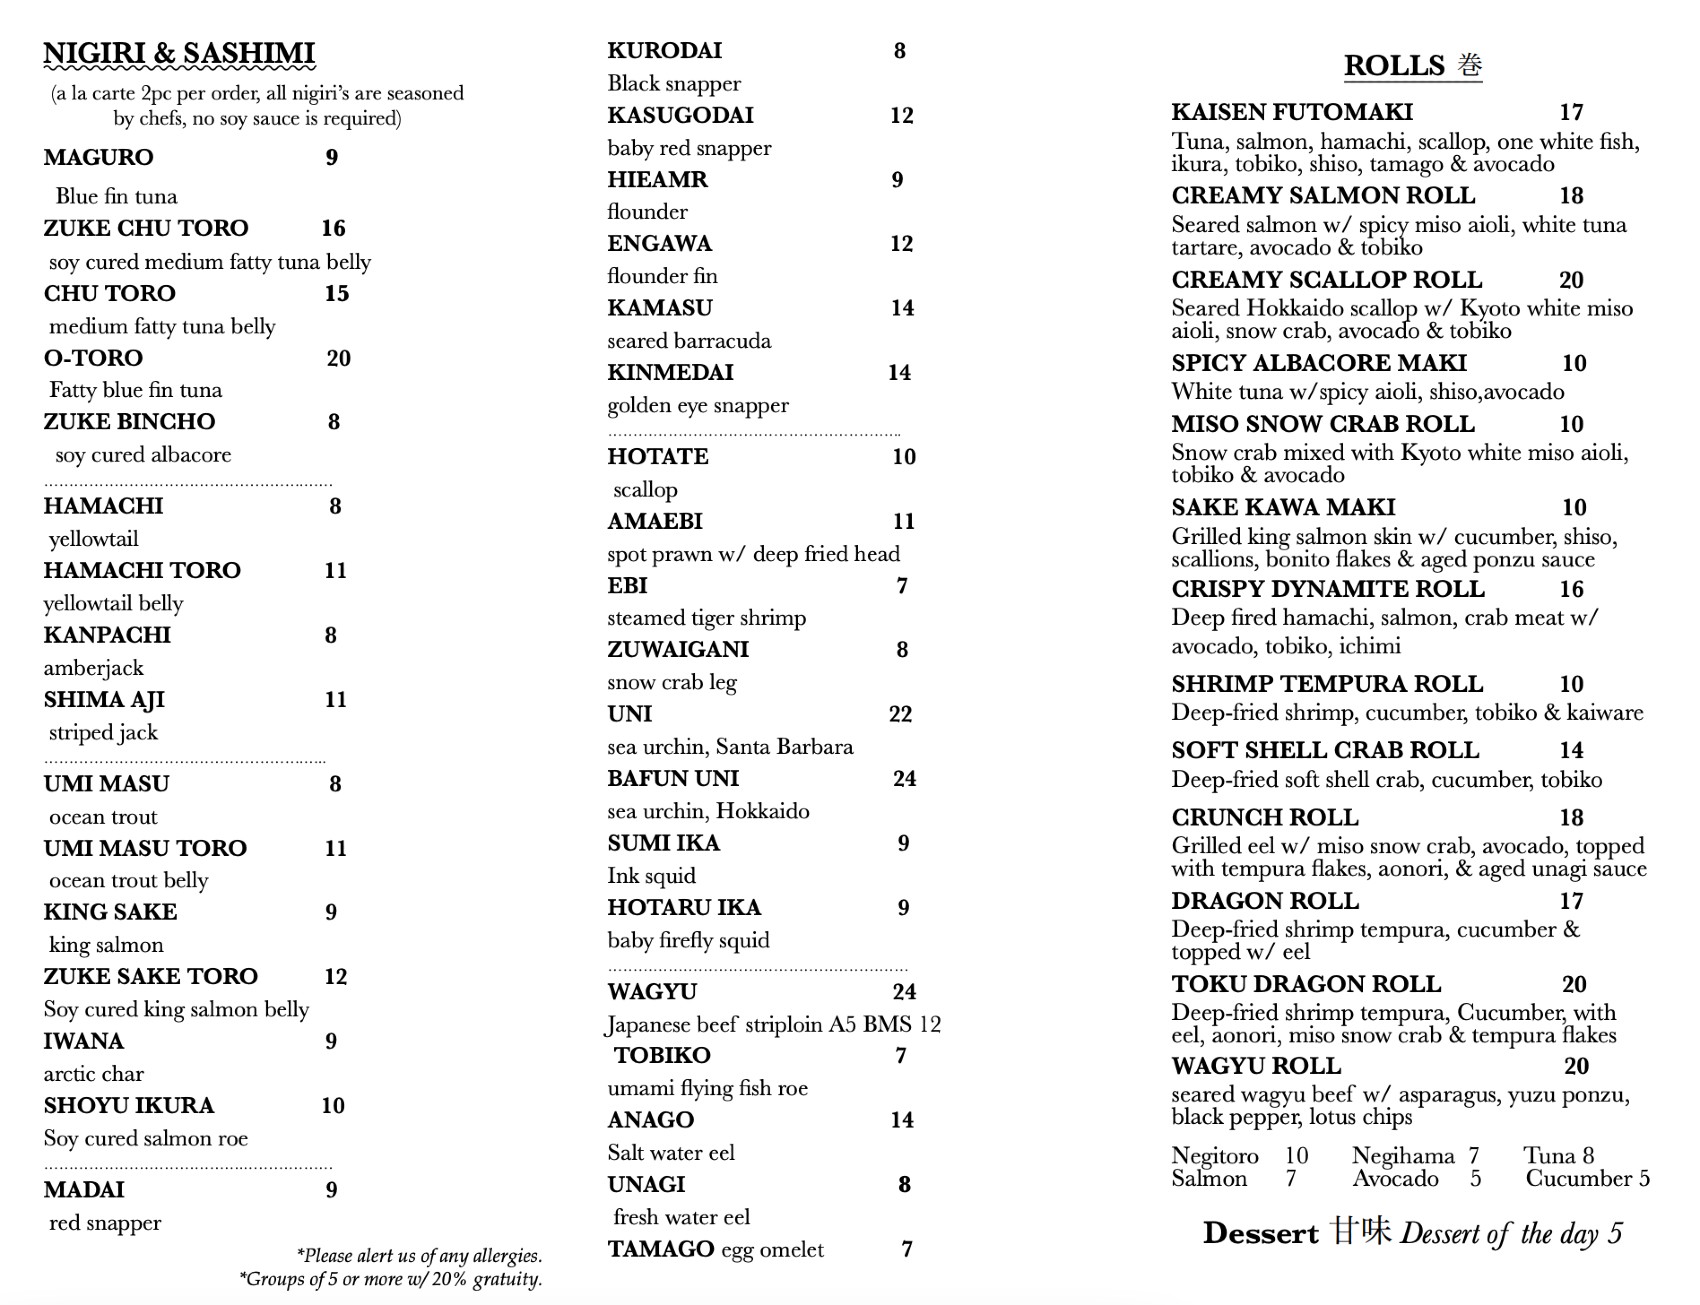 NIGIRI & SASHIMI
(a la carte 2pc per order, all nigiri's are seasoned
by chefs, no soy sauce is required)
MAGURO 9
Blue fin tuna
ZUKE CHU TORO 16
soy cured medium fatty tuna belly
CHU TORO 15
medium fatty tuna belly
O-TORO 20
Fatty blue fin tuna
ZUKE BINCHO 8
soy cured albacore
HAMACHI 8
yellowtail
HAMACHI TORO 11
yellowtail belly
KANPACHI 8
amberjack
SHIMA AJI 11
striped jack
UMI MASU 8
ocean trout
UMI MASU TORO 11
ocean trout belly
KING SAKE 9
king salmon
ZUKE SAKE TORO 12
Soy cured king salmon belly
IWANA 9
arctic char
SHOYU IKURA 10
Soy cured salmon roe
MADAI 9
red snapper
*Please alert us of any allergies.
*Groups of 5 or more w/ 20% gratuity.
KURODAI 8
Black snapper
KASUGODAI 12
baby red snapper
HIEAMR 9
flounder
ENGAWA 12
flounder fin
KAMASU 14
seared barracuda
KINMEDAI 14
golden eye snapper
HOTATE 10
scallop
AMAEBI 11
spot prawn w/ deep fried head
EBI 7
steamed tiger shrimp
ZUWAIGANI 8
snow crab leg
UNI 22
sea urchin, Santa Barbara
BAFUN UNI 24
sea urchin, Hokkaido
SUMI IKA 9
Ink squid
HOTARU IKA 9
baby firefly squid
WAGYU 24
Japanese beef striploin A5 BMS 12
TOBIKO 7
umami flying fish roe
ANAGO 14
Salt water eel
UNAGI 8
fresh water eel
TAMAGO egg omelet 7
ROLLS 巻
KAISEN FUTOMAKI 17
Tuna, salmon, hamachi, scallop, one white fish,
ikura, tobiko, shiso, tamago & avocado
CREAMY SALMON ROLL 18
Seared salmon w/ spicy miso aioli, white tuna
tartare, avocado & tobiko
CREAMY SCALLOP ROLL 20
Seared Hokkaido scallop w/ Kyoto white miso
aioli, snow crab, avocado & tobiko
SPICY ALBACORE MAKI 10
White tuna w/spicy aioli, shiso,avocado
MISO SNOW CRAB ROLL 10
Snow crab mixed with Kyoto white miso aioli,
tobiko & avocado
SAKE KAWA MAKI 10
Grilled king salmon skin w/ cucumber, shiso,
scallions, bonito flakes & aged ponzu sauce
CRISPY DYNAMITE ROLL 16
Deep fired hamachi, salmon, crab meat w/
avocado, tobiko, ichimi
SHRIMP TEMPURA ROLL 10
Deep-fried shrimp, cucumber, tobiko & kaiware
SOFT SHELL CRAB ROLL 14
Deep-fried soft shell crab, cucumber, tobiko
CRUNCH ROLL 18
Grilled eel w/ miso snow crab, avocado, topped
with tempura flakes, aonori, & aged unagi sauce
DRAGON ROLL 17
Deep-fried shrimp tempura, cucumber &
topped w/ eel
TOKU DRAGON ROLL 20
Deep-fried shrimp tempura, Cucumber, with
eel, aonori, miso snow crab & tempura flakes
WAGYU ROLL 20
seared wagyu beef w/ asparagus, yuzu ponzu,
black pepper, lotus chips
Negitoro 10 Negihama 7 Tuna 8
Salmon 7 Avocado 5 Cucumber 5
Dessert 甘味 Dessert of the day 5